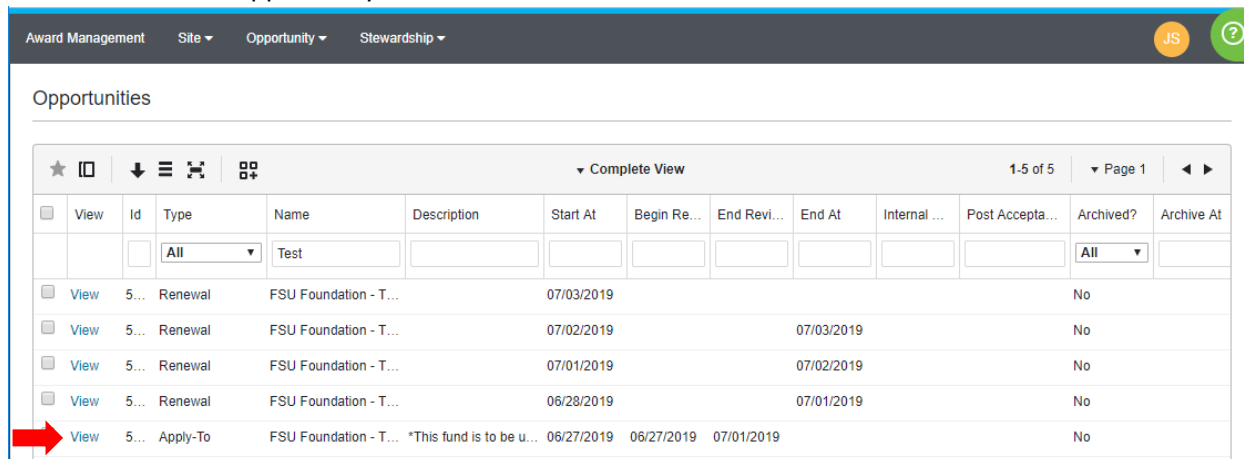 Award Management Site Opportunity Stewardship JS ?
Opportunities
Complete View 1-5 of 5 Page 1
View Id Type Name Description Start At Begin Re... End Revi... End At Internal ... Post Accepta... Archived? Archive At
All Test All
View 5... Renewal FSU Foundation - T... 07/03/2019 No
View 5... Renewal FSU Foundation - T... 07/02/2019 07/03/2019 No
View 5... Renewal FSU Foundation - T... 07/01/2019 07/02/2019 No
View 5... Renewal FSU Foundation - T... 06/28/2019 07/01/2019 No
View 5... Apply-To FSU Foundation - T... *This fund is to be u... 06/27/2019 06/27/2019 07/01/2019 No